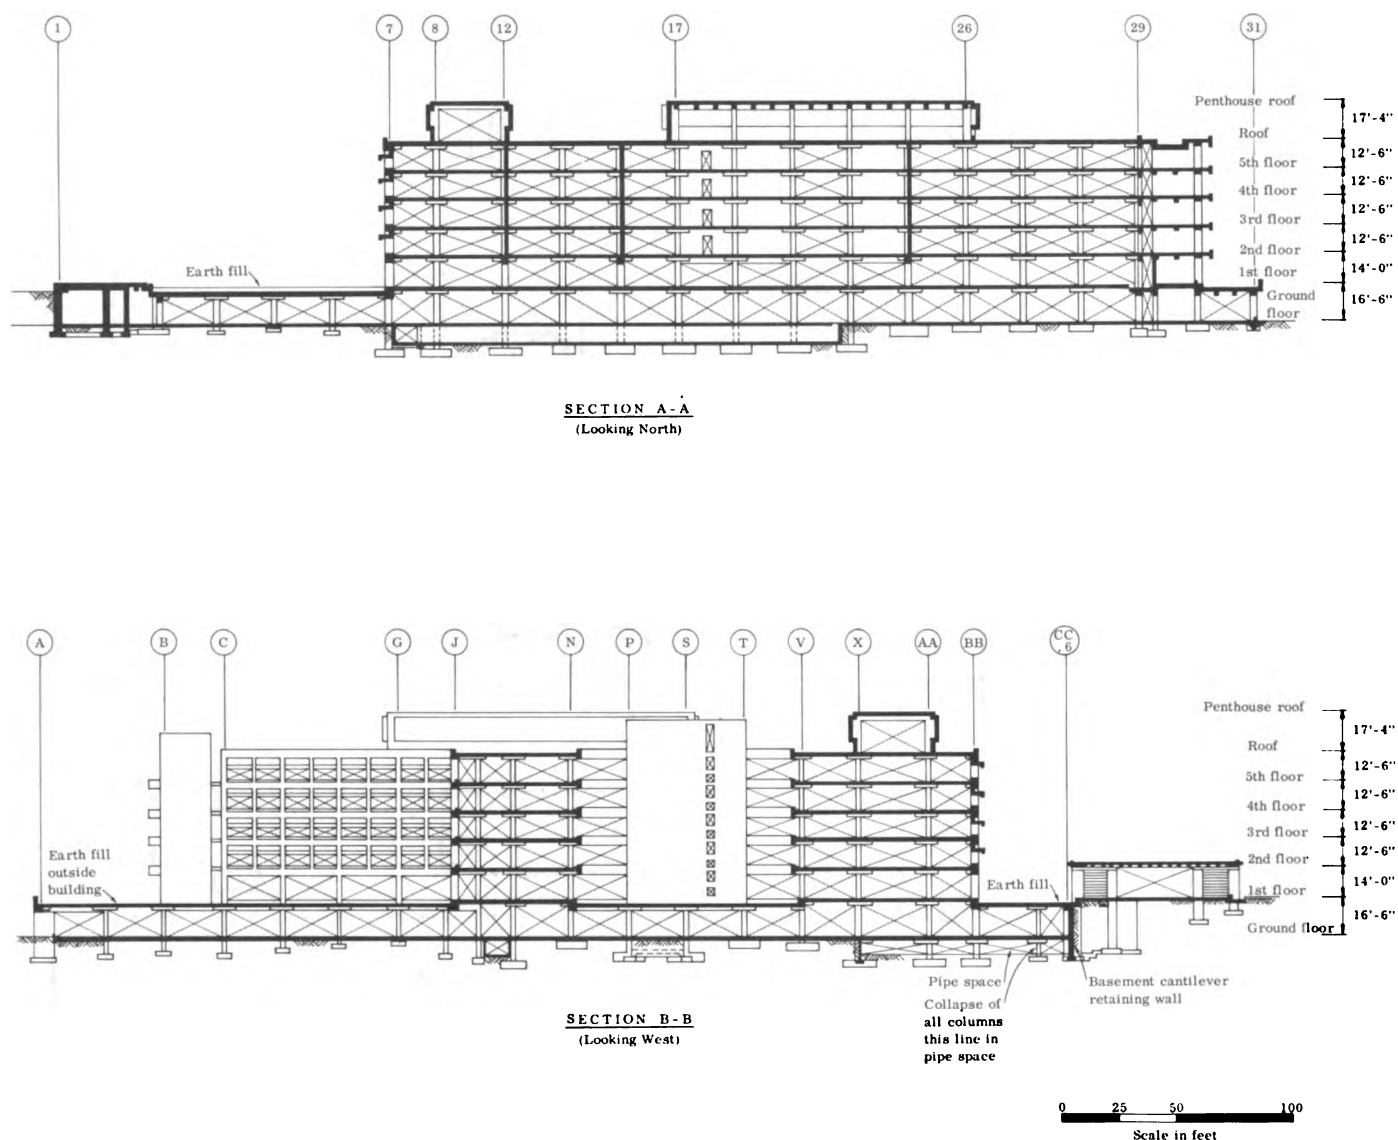 1 7 8 12 17 26 29 31
Penthouse roof
17'-4"
Roof
12'-6"
5th floor
12'-6"
4th floor
12'-6"
3rd floor
12'-6"
2nd floor
14'-0"
1st floor
16'-6"
Ground
floor
Earth fill
SECTION A-A
(Looking North)
A B C G J N P S T V X AA BB CC
.6
Penthouse roof
17'-4"
Roof
12'-6"
5th floor
12'-6"
4th floor
12'-6"
3rd floor
12'-6"
2nd floor
14'-0"
1st floor
16'-6"
Ground floor
Earth fill
outside
building
Earth fill
Pipe space
Collapse of
all columns
this line in
pipe space
Basement cantilever
retaining wall
SECTION B-B
(Looking West)
0 25 50 100
Scale in feet